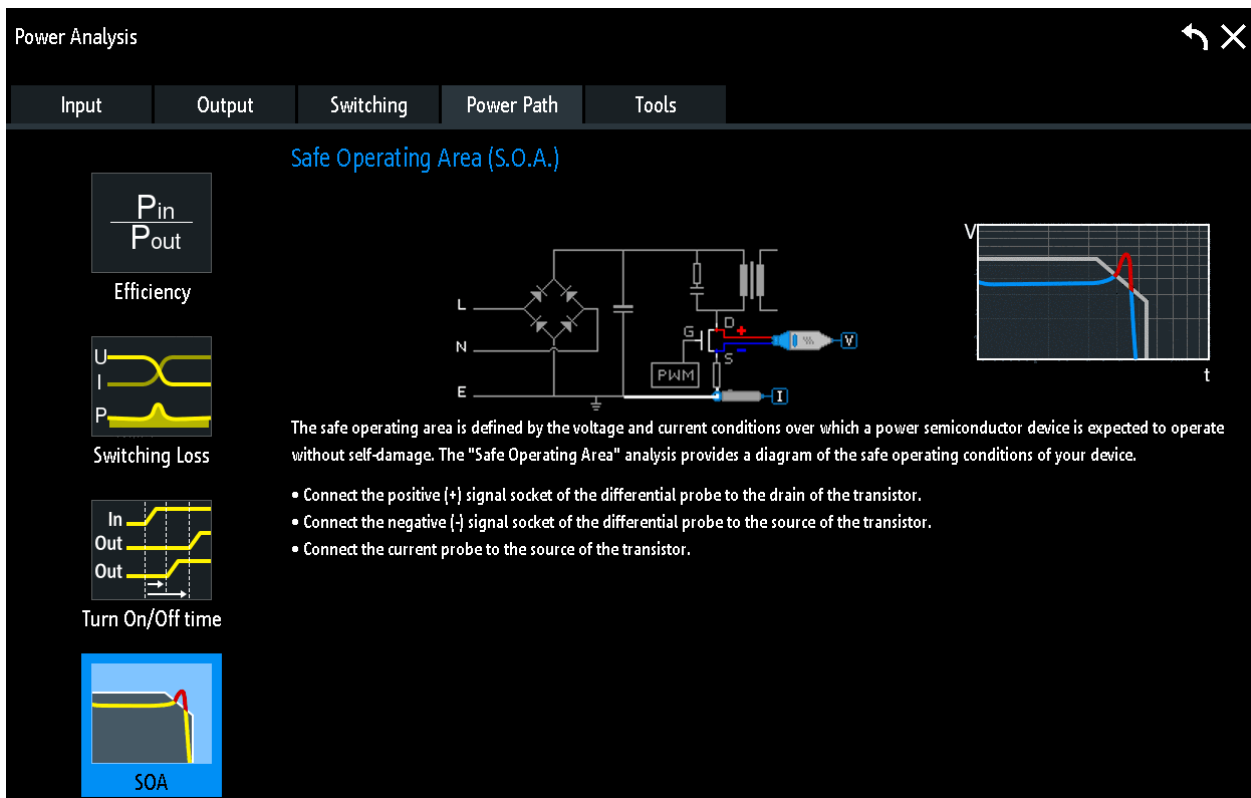 Power Analysis
Input Output Switching Power Path Tools
Safe Operating Area (S.O.A.)
Pin
Pout
Efficiency
U
I
P
Switching Loss
In
Out
Out
Turn On/Off time
SOA
L
N
E
G
D
+
-
S
PWM
V
I
V
t
The safe operating area is defined by the voltage and current conditions over which a power semiconductor device is expected to operate
without self-damage. The "Safe Operating Area" analysis provides a diagram of the safe operating conditions of your device.
• Connect the positive (+) signal socket of the differential probe to the drain of the transistor.
• Connect the negative (-) signal socket of the differential probe to the source of the transistor.
• Connect the current probe to the source of the transistor.